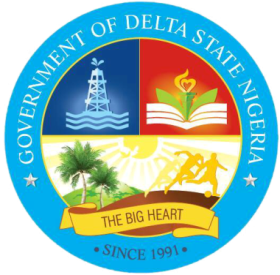 GOVERNMENT OF DELTA STATE NIGERIA
THE BIG HEART
• SINCE 1991 •